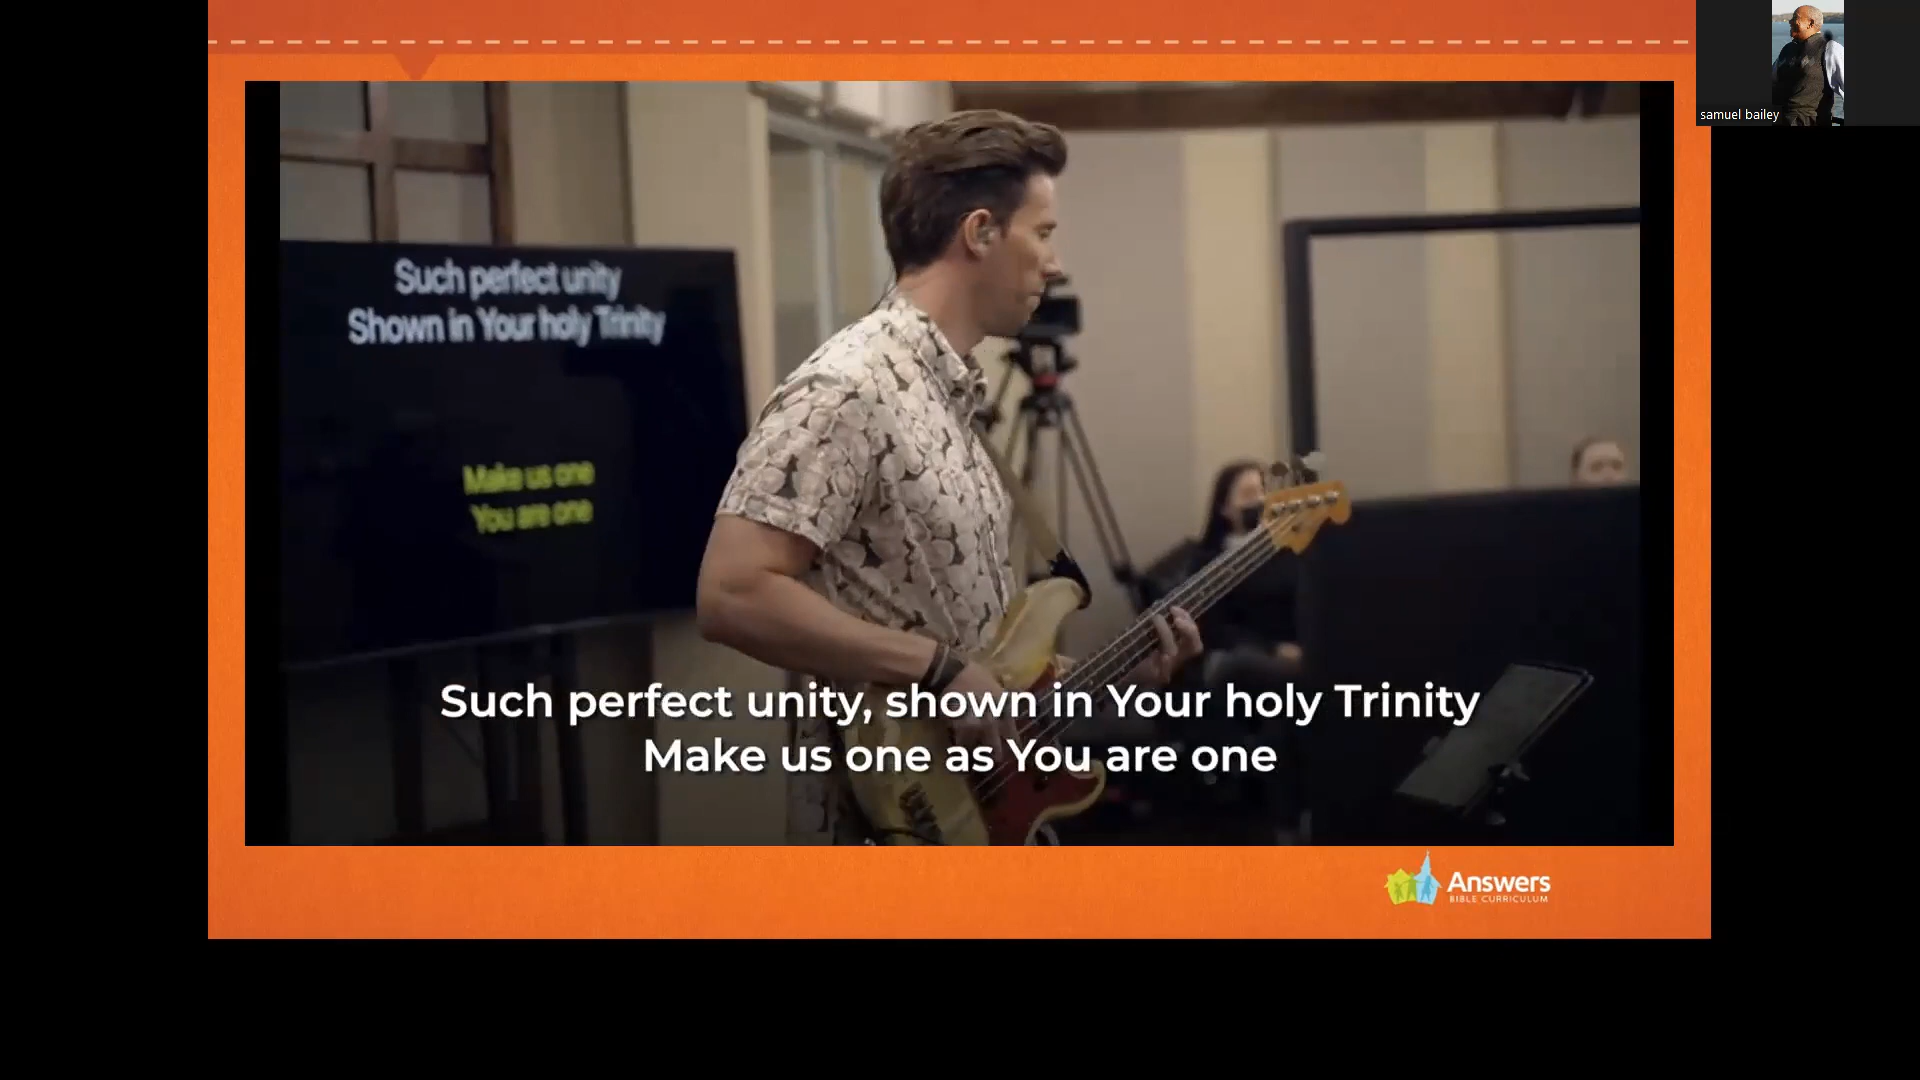 samuel bailey
Such perfect unity
Shown in Your holy Trinity
Make us one
You are one
Such perfect unity, shown in Your holy Trinity
Make us one as You are one
Answers
BIBLE CURRICULUM